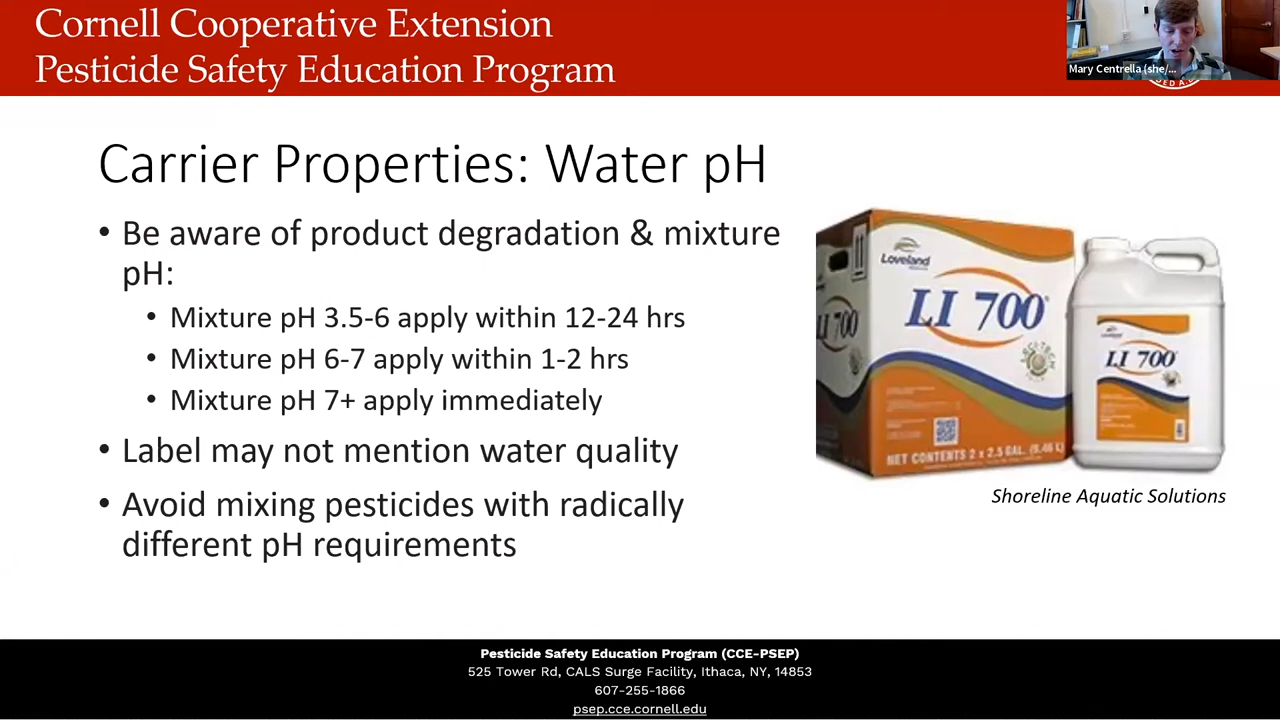 Cornell Cooperative Extension
Pesticide Safety Education Program
Mary Centrella (she/...
Carrier Properties: Water pH
• Be aware of product degradation & mixture
pH:
• Mixture pH 3.5-6 apply within 12-24 hrs
• Mixture pH 6-7 apply within 1-2 hrs
• Mixture pH 7+ apply immediately
• Label may not mention water quality
• Avoid mixing pesticides with radically
different pH requirements
Loveland
LI 700
LI 700
NET CONTENTS 2 x 2.5 GAL. (9.46 L)
LI 700
Shoreline Aquatic Solutions
Pesticide Safety Education Program (CCE-PSEP)
525 Tower Rd, CALS Surge Facility, Ithaca, NY, 14853
607-255-1866
psep.cce.cornell.edu